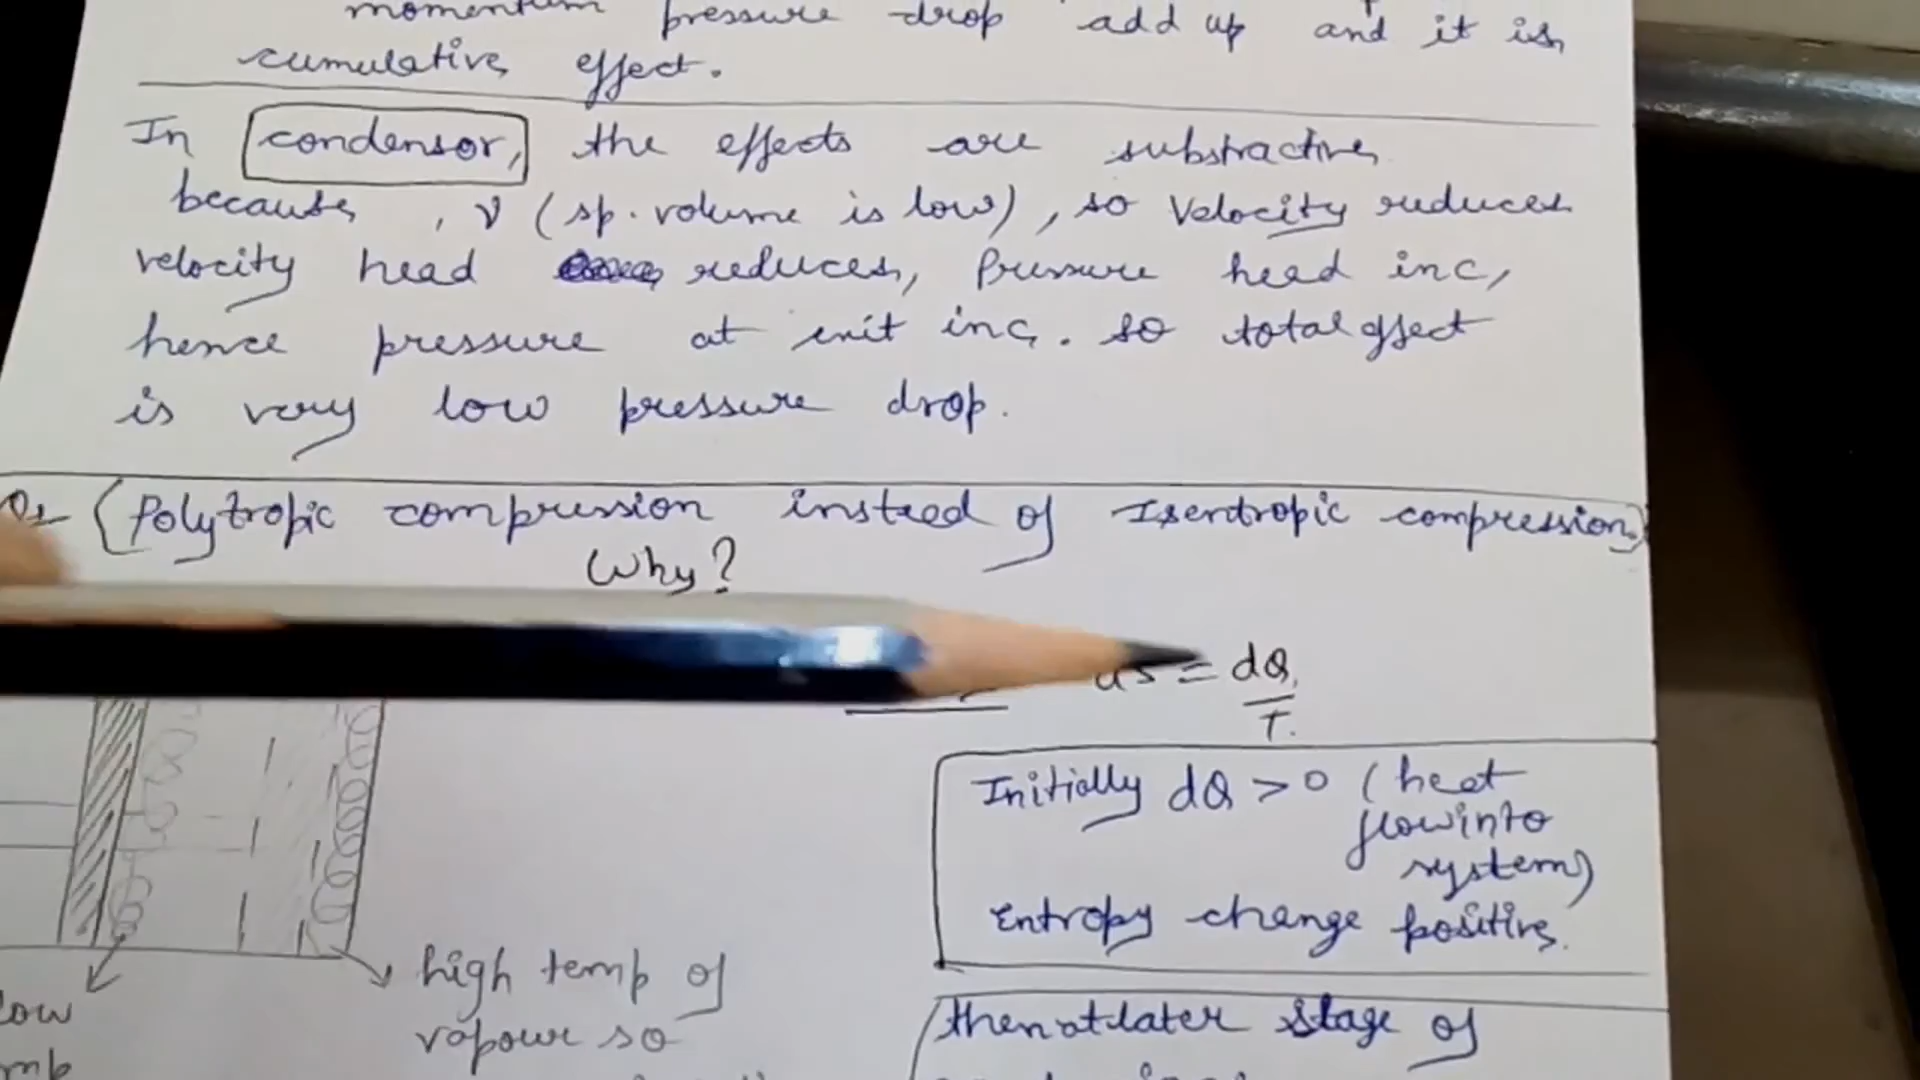 momentum pressure drop add up and it is
cumulative effect.
In condensor, the effects are substractive
because, v (sp. volume is low), so Velocity reduces
velocity head reduces, Pressure head inc,
hence pressure at exit inc. so total effect
is very low pressure drop.
(Polytropic compression instead of Isentropic compression)
Why?
ds = dQ/T.
Initially dQ > 0 (heat
flow into
system)
Entropy change positive.
high temp of
vapour so
low
then at later stage of